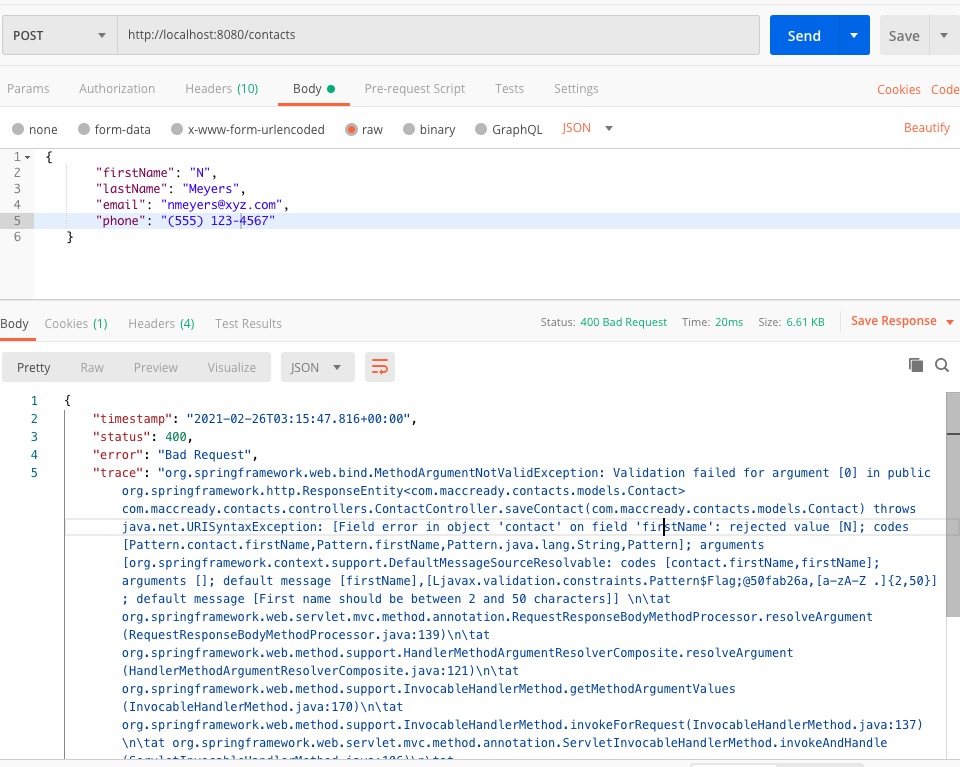 POST http://localhost:8080/contacts Send Save
Params Authorization Headers (10) Body Pre-request Script Tests Settings Cookies Code
none form-data x-www-form-urlencoded raw binary GraphQL JSON Beautify
1 {
2 "firstName": "N",
3 "lastName": "Meyers",
4 "email": "nmeyers@xyz.com",
5 "phone": "(555) 123-4567"
6 }
Body Cookies (1) Headers (4) Test Results Status: 400 Bad Request Time: 20ms Size: 6.61 KB Save Response
Pretty Raw Preview Visualize JSON
1 {
2 "timestamp": "2021-02-26T03:15:47.816+00:00",
3 "status": 400,
4 "error": "Bad Request",
5 "trace": "org.springframework.web.bind.MethodArgumentNotValidException: Validation failed for argument [0] in public
org.springframework.http.ResponseEntity<com.maccready.contacts.models.Contact>
com.maccready.contacts.controllers.ContactController.saveContact(com.maccready.contacts.models.Contact) throws
java.net.URISyntaxException: [Field error in object 'contact' on field 'firstName': rejected value [N]; codes
[Pattern.contact.firstName,Pattern.firstName,Pattern.java.lang.String,Pattern]; arguments
[org.springframework.context.support.DefaultMessageSourceResolvable: codes [contact.firstName,firstName];
arguments []; default message [firstName],[Ljavax.validation.constraints.Pattern$Flag;@50fab26a,[a-zA-Z .]{2,50}]
; default message [First name should be between 2 and 50 characters]] \n\tat
org.springframework.web.servlet.mvc.method.annotation.RequestResponseBodyMethodProcessor.resolveArgument
(RequestResponseBodyMethodProcessor.java:139)\n\tat
org.springframework.web.method.support.HandlerMethodArgumentResolverComposite.resolveArgument
(HandlerMethodArgumentResolverComposite.java:121)\n\tat
org.springframework.web.method.support.InvocableHandlerMethod.getMethodArgumentValues
(InvocableHandlerMethod.java:170)\n\tat
org.springframework.web.method.support.InvocableHandlerMethod.invokeForRequest(InvocableHandlerMethod.java:137)
\n\tat org.springframework.web.servlet.mvc.method.annotation.ServletInvocableHandlerMethod.invokeAndHandle